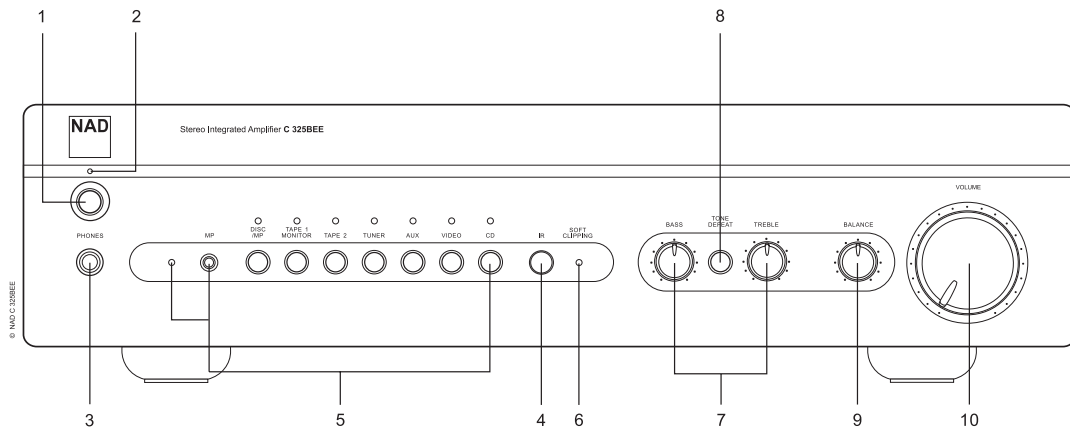 1
2
8
NAD
Stereo Integrated Amplifier C 325BEE
VOLUME
PHONES
MP
DISC
/MP
TAPE 1
MONITOR
TAPE 2
TUNER
AUX
VIDEO
CD
IR
SOFT
CLIPPING
BASS
TONE
DEFEAT
TREBLE
BALANCE
© NAD C 325BEE
3
5
4
6
7
9
10